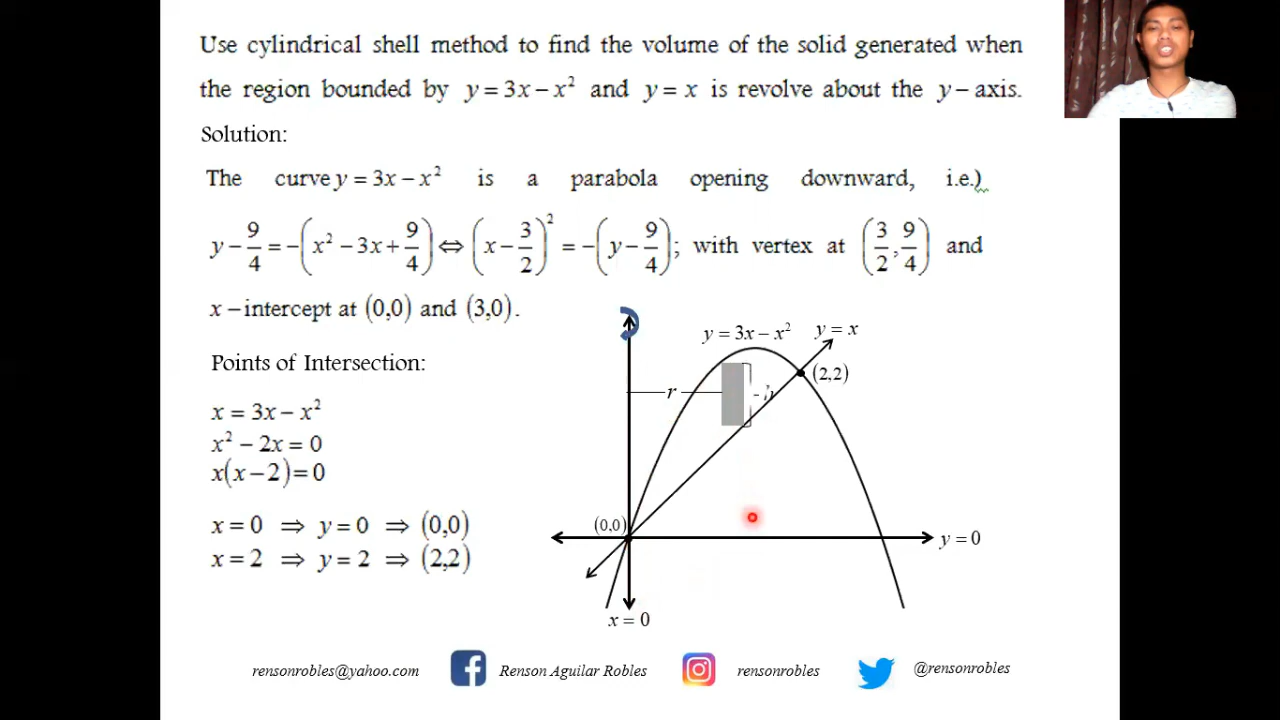 Use cylindrical shell method to find the volume of the solid generated when
the region bounded by y = 3x − x² and y = x is revolve about the y − axis.
Solution:
The curve y = 3x − x² is a parabola opening downward, i.e.)
y − 9/4 = −(x² − 3x + 9/4) ⇔ (x − 3/2)² = −(y − 9/4); with vertex at (3/2, 9/4) and
x − intercept at (0,0) and (3,0).
Points of Intersection:
x = 3x − x²
x² − 2x = 0
x(x − 2) = 0
x = 0 ⇒ y = 0 ⇒ (0,0)
x = 2 ⇒ y = 2 ⇒ (2,2)
y = 3x − x²
y = x
(2,2)
r
h
(0,0)
y = 0
x = 0
rensonrobles@yahoo.com
Renson Aguilar Robles
rensonrobles
@rensonrobles